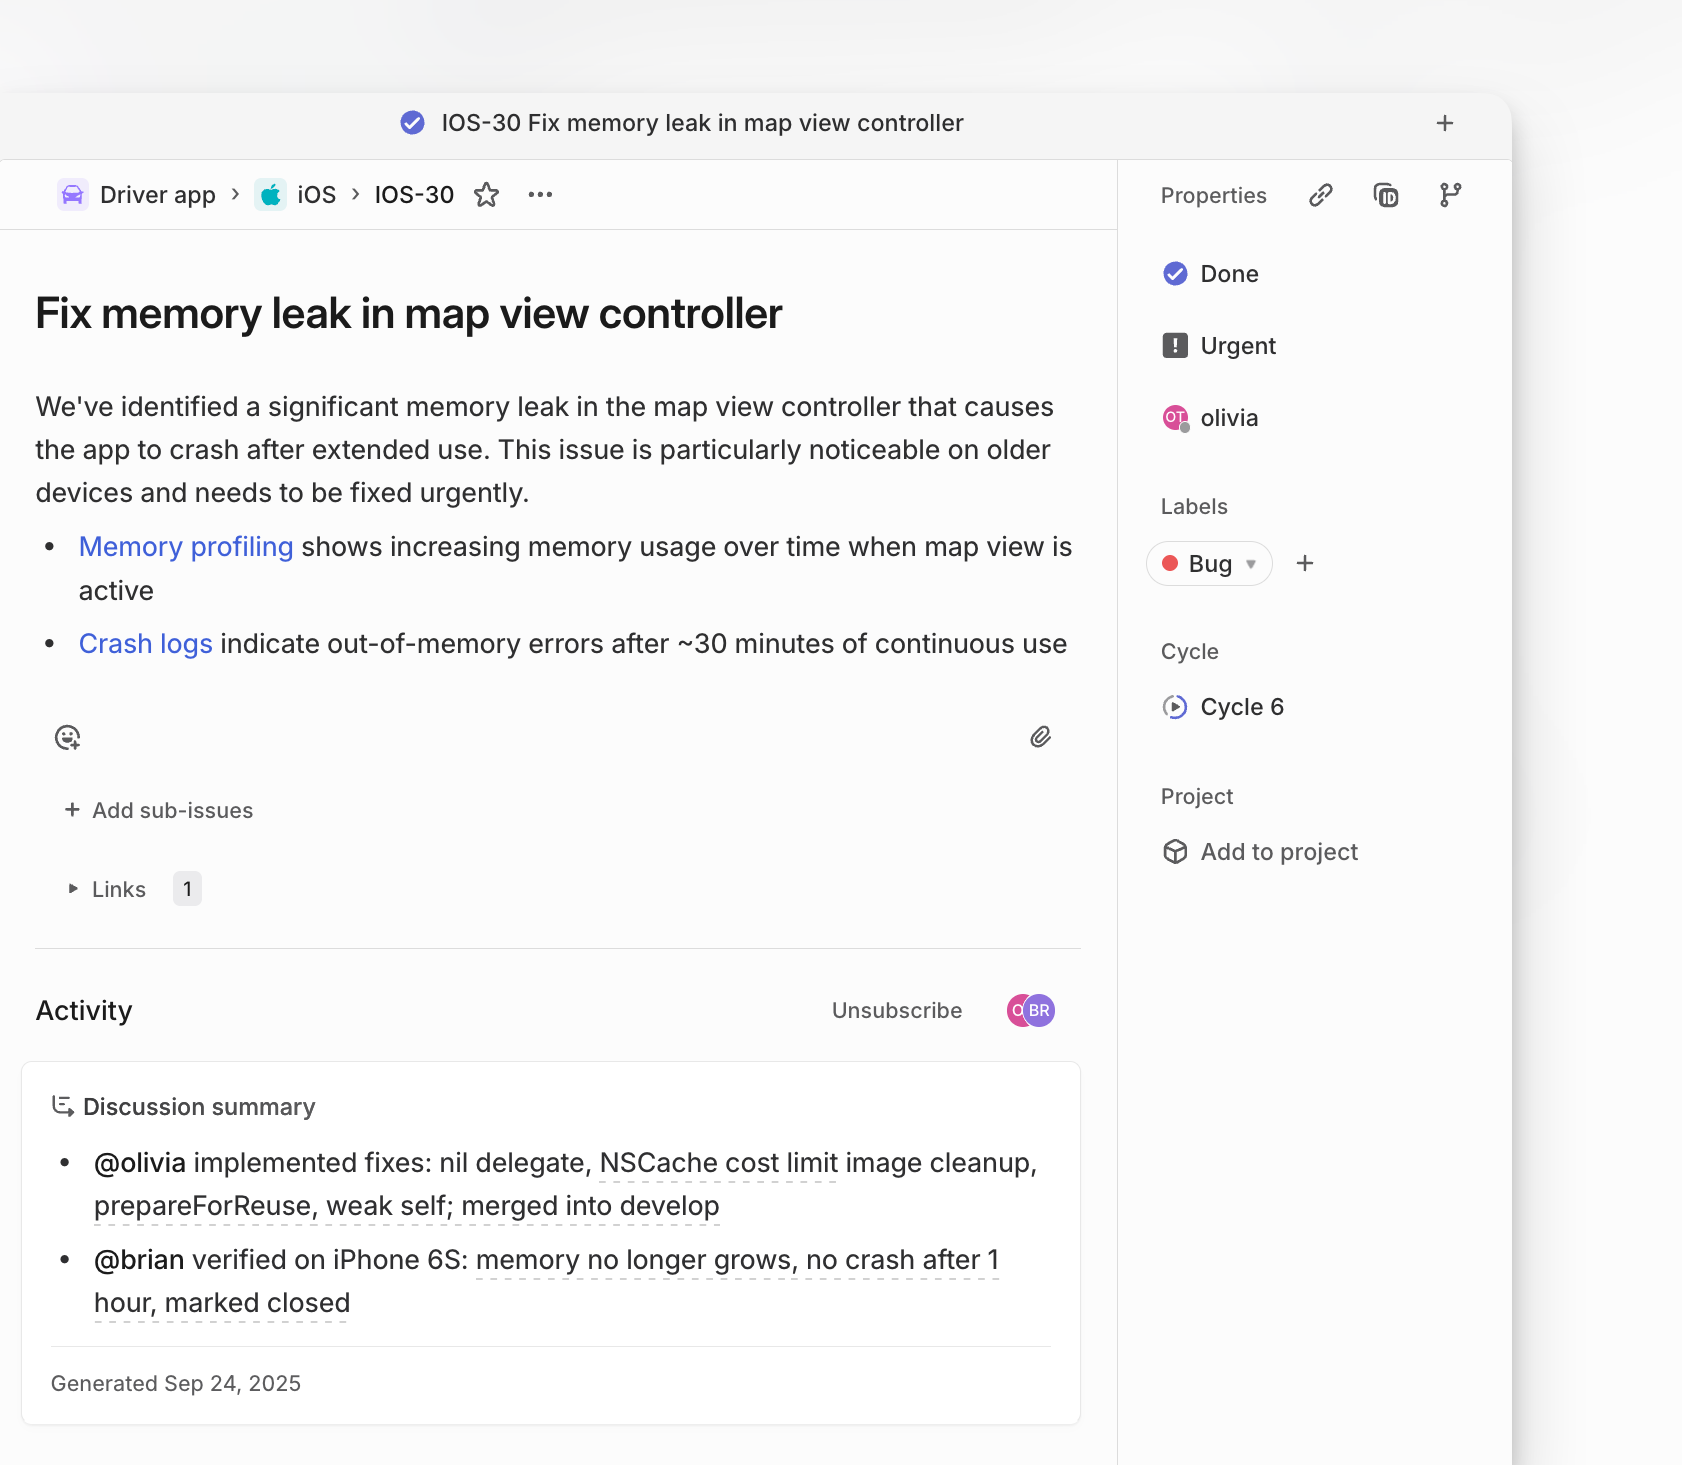 IOS-30 Fix memory leak in map view controller
Driver app › iOS › IOS-30
Properties
Fix memory leak in map view controller
We've identified a significant memory leak in the map view controller that causes
the app to crash after extended use. This issue is particularly noticeable on older
devices and needs to be fixed urgently.
• Memory profiling shows increasing memory usage over time when map view is
active
• Crash logs indicate out-of-memory errors after ~30 minutes of continuous use
Add sub-issues
Links 1
Activity
Unsubscribe
O BR
Discussion summary
• @olivia implemented fixes: nil delegate, NSCache cost limit image cleanup,
prepareForReuse, weak self; merged into develop
• @brian verified on iPhone 6S: memory no longer grows, no crash after 1
hour, marked closed
Generated Sep 24, 2025
Done
! Urgent
OT olivia
Labels
Bug
Cycle
Cycle 6
Project
Add to project